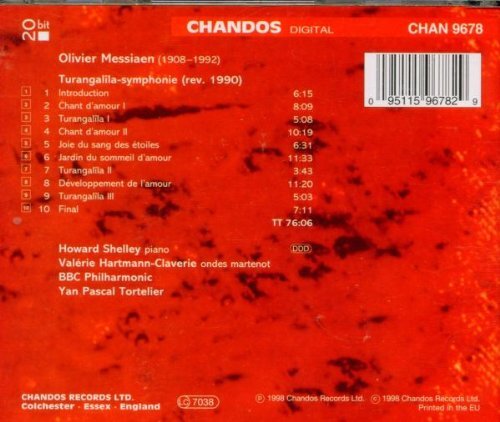 20 bit
CHANDOS DIGITAL
CHAN 9678
Olivier Messiaen (1908–1992)
Turangalîla-symphonie (rev. 1990)
1 1 Introduction 6:15
2 2 Chant d'amour I 8:09
3 3 Turangalîla I 5:08
4 4 Chant d'amour II 10:19
5 5 Joie du sang des étoiles 6:31
6 6 Jardin du sommeil d'amour 11:33
7 7 Turangalîla II 3:43
8 8 Développement de l'amour 11:20
9 9 Turangalîla III 5:03
10 10 Final 7:11
TT 76:06
Howard Shelley piano
DDD
Valérie Hartmann-Claverie ondes martenot
BBC Philharmonic
Yan Pascal Tortelier
0 95115 96782 9
CHANDOS RECORDS LTD.
Colchester · Essex · England
LC 7038
℗ 1998 Chandos Records Ltd. © 1998 Chandos Records Ltd.
Printed in the EU